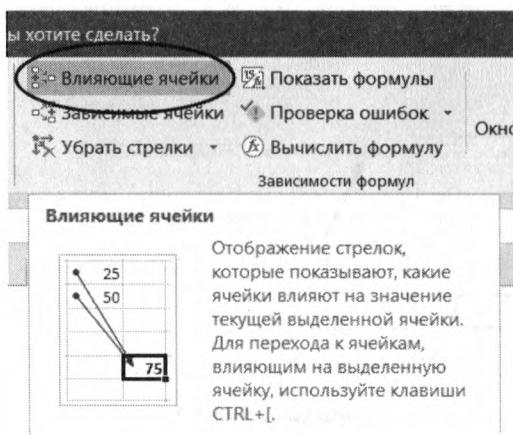 ы хотите сделать?
Влияющие ячейки
Показать формулы
Зависимые ячейки
Проверка ошибок
Окно
Убрать стрелки
Вычислить формулу
Зависимости формул
Влияющие ячейки
25
50
75
Отображение стрелок,
которые показывают, какие
ячейки влияют на значение
текущей выделенной ячейки.
Для перехода к ячейкам,
влияющим на выделенную
ячейку, используйте клавиши
CTRL+[.